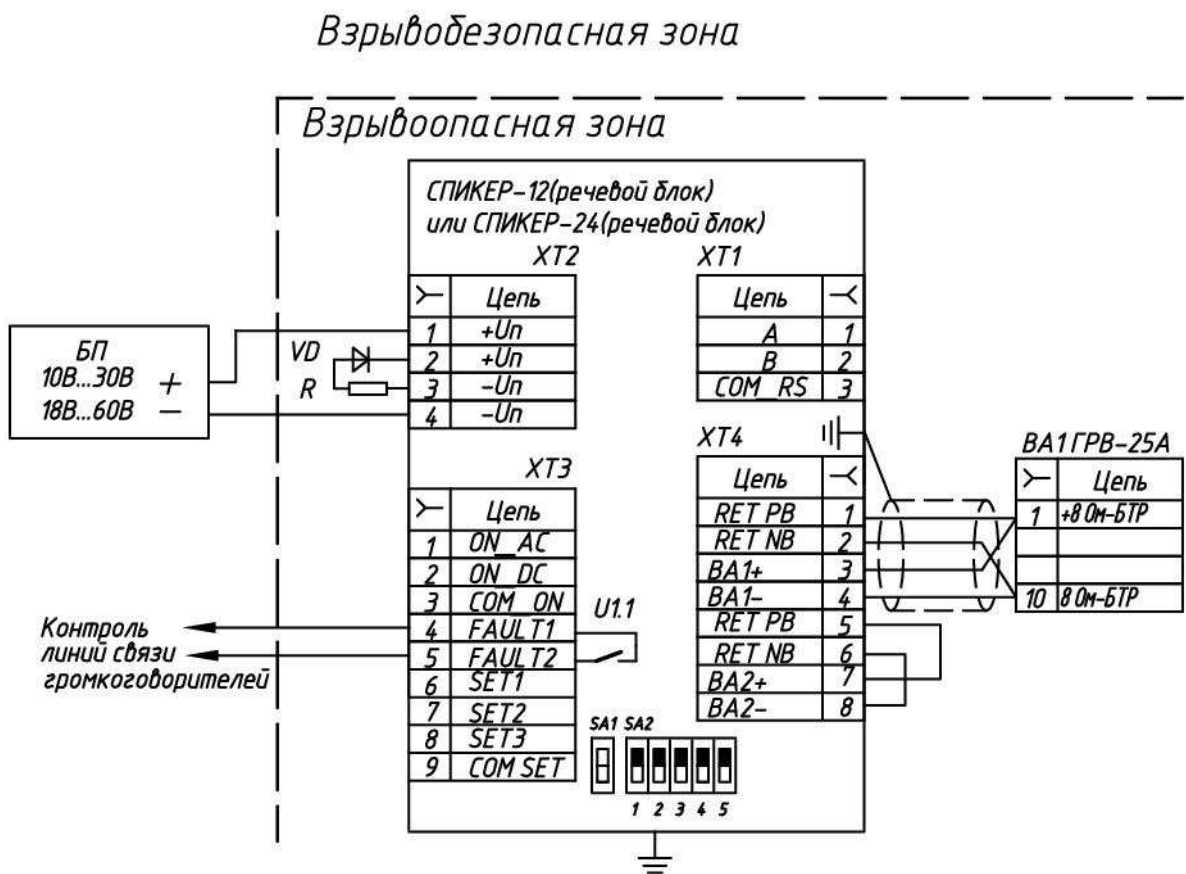 Взрывобезопасная зона
Взрывоопасная зона
СПИКЕР-12(речевой блок)
или СПИКЕР-24(речевой блок)
XT2
Цепь
1 +Uп
2 +Uп
3 -Uп
4 -Uп
БП
10В...30В +
18В...60В −
VD
R
XT3
Цепь
1 ON_AC
2 ON_DC
3 COM_ON
4 FAULT1
5 FAULT2
6 SET1
7 SET2
8 SET3
9 COM SET
U1.1
Контроль
линий связи
громкоговорителей
XT1
Цепь
A 1
B 2
COM_RS 3
XT4
Цепь
RET PB 1
RET NB 2
BA1+ 3
BA1- 4
RET PB 5
RET NB 6
BA2+ 7
BA2- 8
BA1 ГРВ-25А
Цепь
1 +8 Ом-БТР
10 8 Ом-БТР
SA1 SA2
1 2 3 4 5